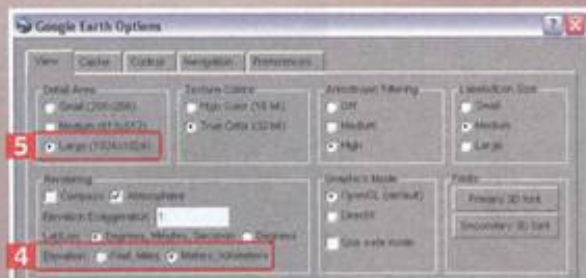 Google Earth Options
View Cache Control Navigation Preferences
Detail Area
Small (256x256)
Medium (512x512)
Large (1024x1024)
Texture Colors
High Color (16 bit)
True Color (32 bit)
Anisotropic Filtering
Off
Medium
High
Labels/Icon Size
Small
Medium
Large
5
Rendering
Compass Atmosphere
Elevation Exaggeration 1
Lat/Lon Degrees, Minutes, Seconds Degrees
Elevation Feet, Miles Meters, Kilometers
4
Graphics Mode
OpenGL (default)
DirectX
Use safe mode
Fonts
Primary 3D font
Secondary 3D font